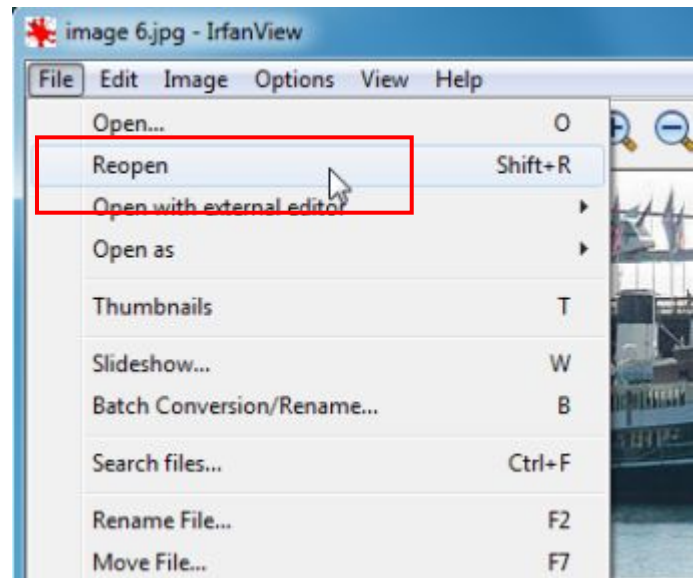 image 6.jpg - IrfanView
File Edit Image Options View Help
Open... O
Reopen Shift+R
Open with external editor
Open as
Thumbnails T
Slideshow... W
Batch Conversion/Rename... B
Search files... Ctrl+F
Rename File... F2
Move File... F7